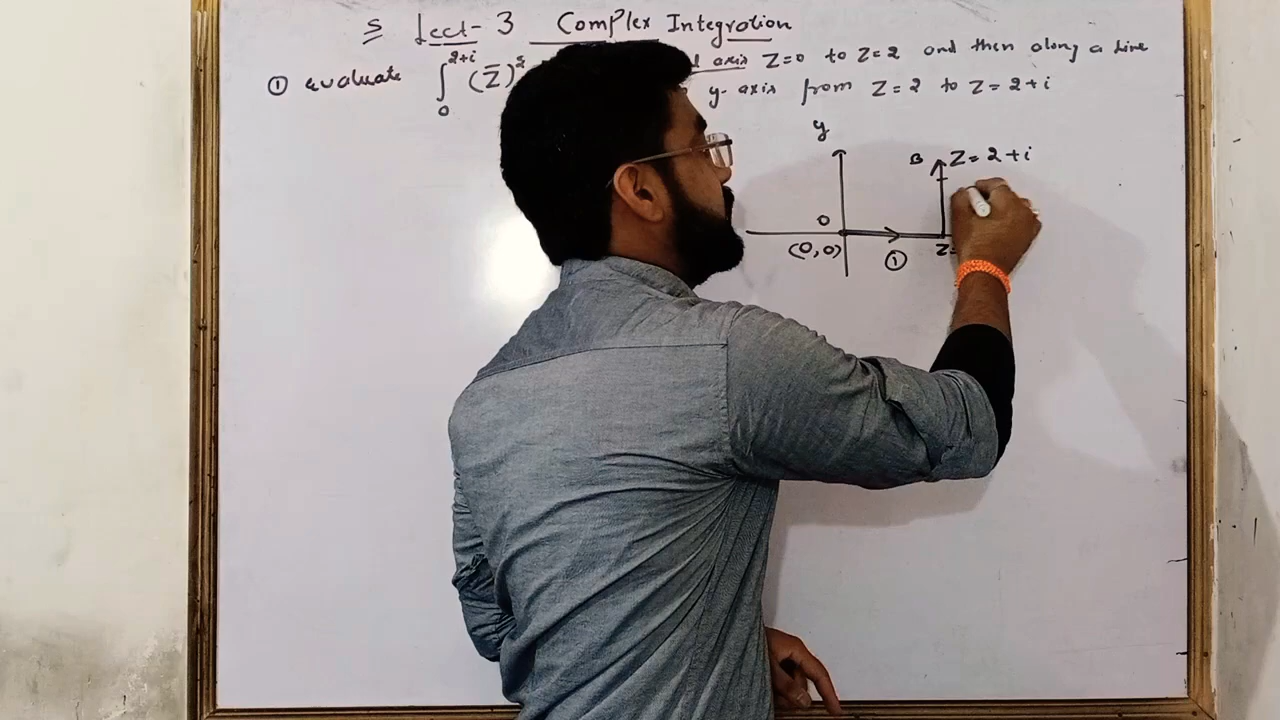 S Lect-3 Complex Integration
① evaluate ∫₀²⁺ⁱ (z̄)² axis Z=0 to Z=2 and then along a line
y-axis from Z=2 to Z=2+i
y
B Z=2+i
0
(0,0) ① Z=